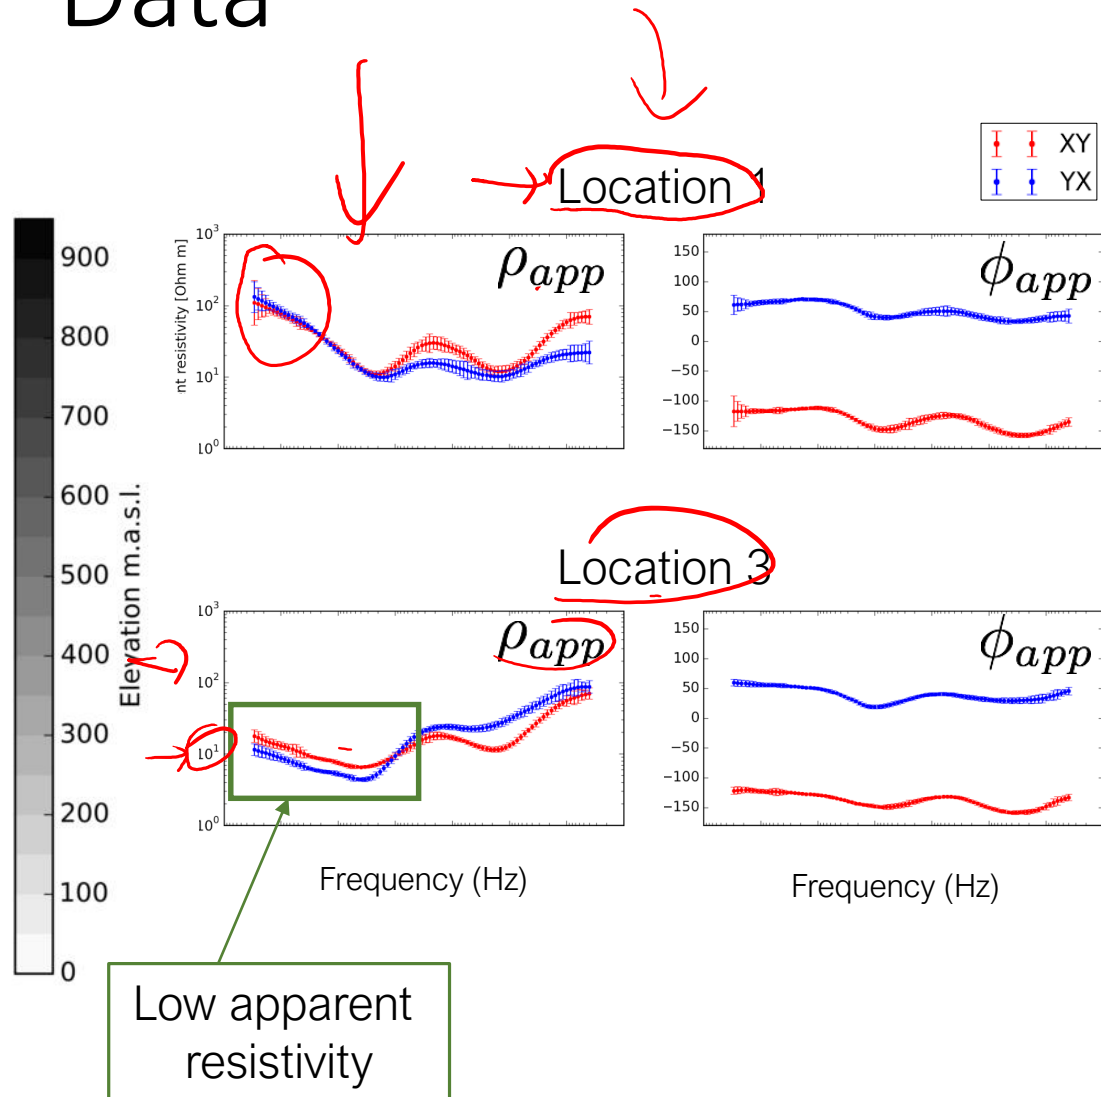 Data
XY
YX
Location 1
900
800
700
600
500
400
300
200
100
0
Elevation m.a.s.l.
nt resistivity [Ohm m]
10³
10²
10¹
10⁰
ρapp
150
100
50
0
−50
−100
−150
ϕapp
Location 3
10³
10²
10¹
10⁰
ρapp
150
100
50
0
−50
−100
−150
ϕapp
Frequency (Hz)
Frequency (Hz)
Low apparent
resistivity